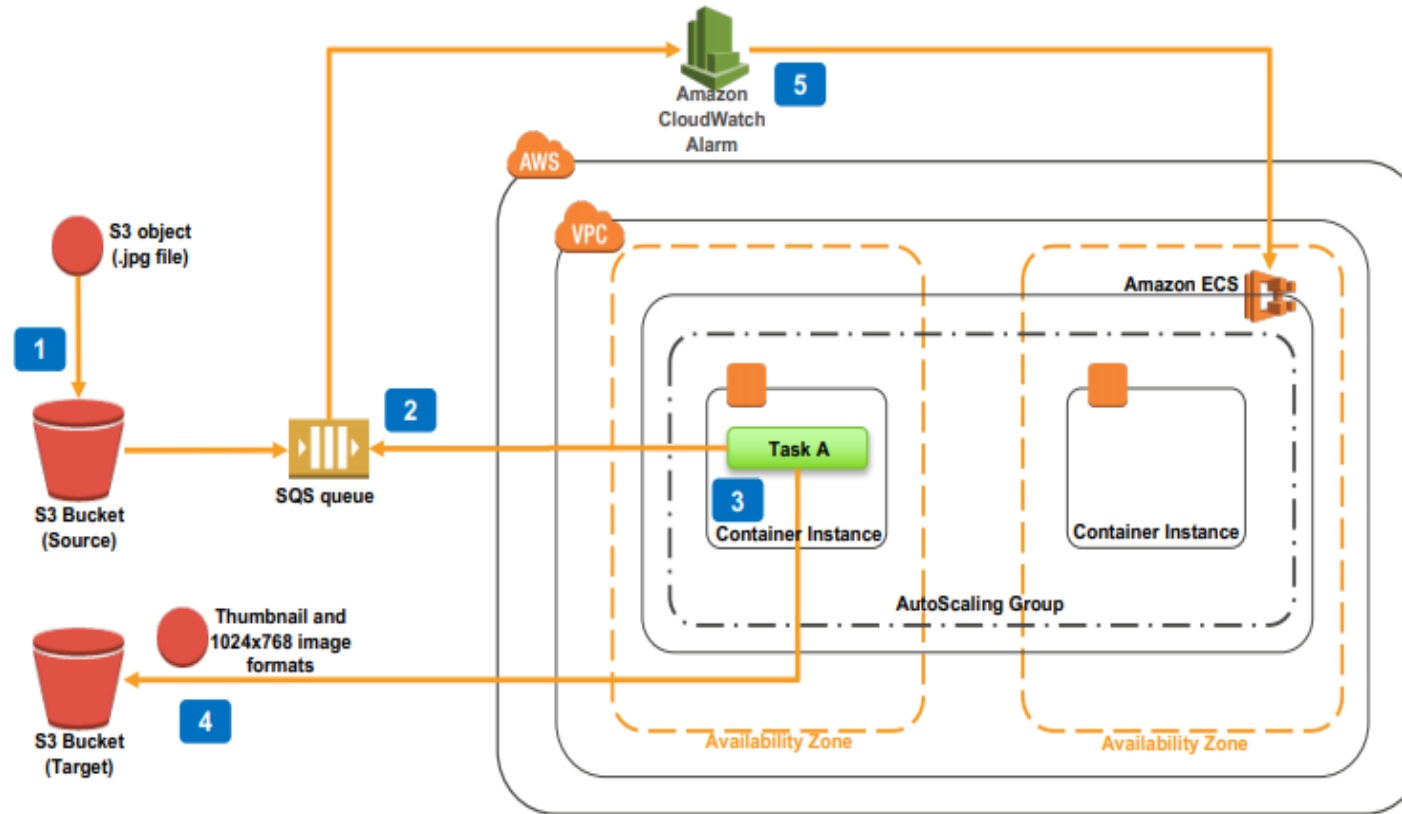 5
Amazon
CloudWatch
Alarm
AWS
VPC
S3 object
(.jpg file)
Amazon ECS
1
2
Task A
SQS queue
3
S3 Bucket
(Source)
Container Instance
Container Instance
AutoScaling Group
Thumbnail and
1024x768 image
formats
4
S3 Bucket
(Target)
Availability Zone
Availability Zone